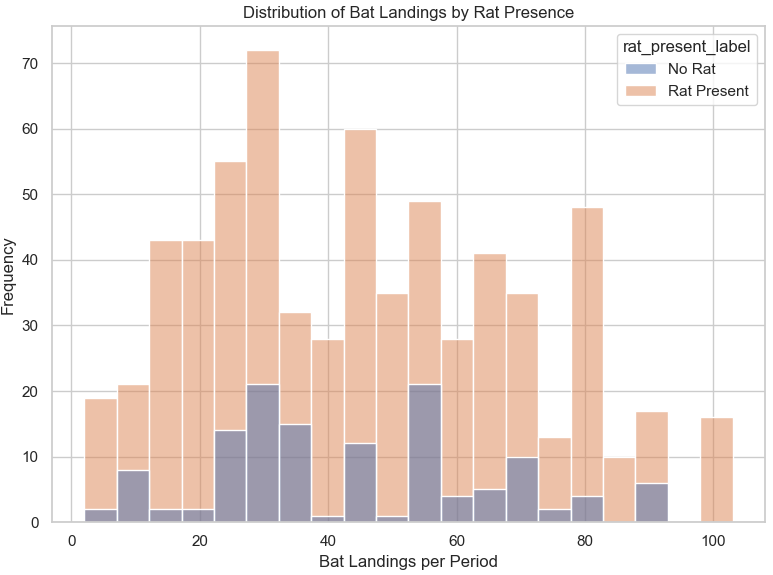 Distribution of Bat Landings by Rat Presence
rat_present_label
No Rat
Rat Present
Frequency
70
60
50
40
30
20
10
0
0 20 40 60 80 100
Bat Landings per Period